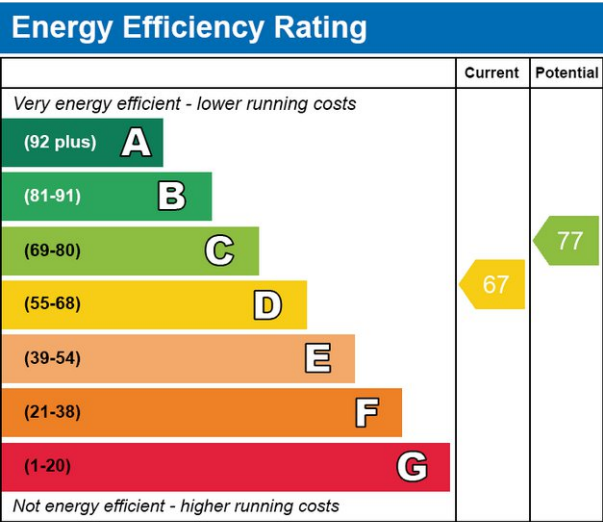 Energy Efficiency Rating
Current Potential
Very energy efficient - lower running costs
(92 plus) A
(81-91) B
(69-80) C
77
(55-68) D
67
(39-54) E
(21-38) F
(1-20) G
Not energy efficient - higher running costs